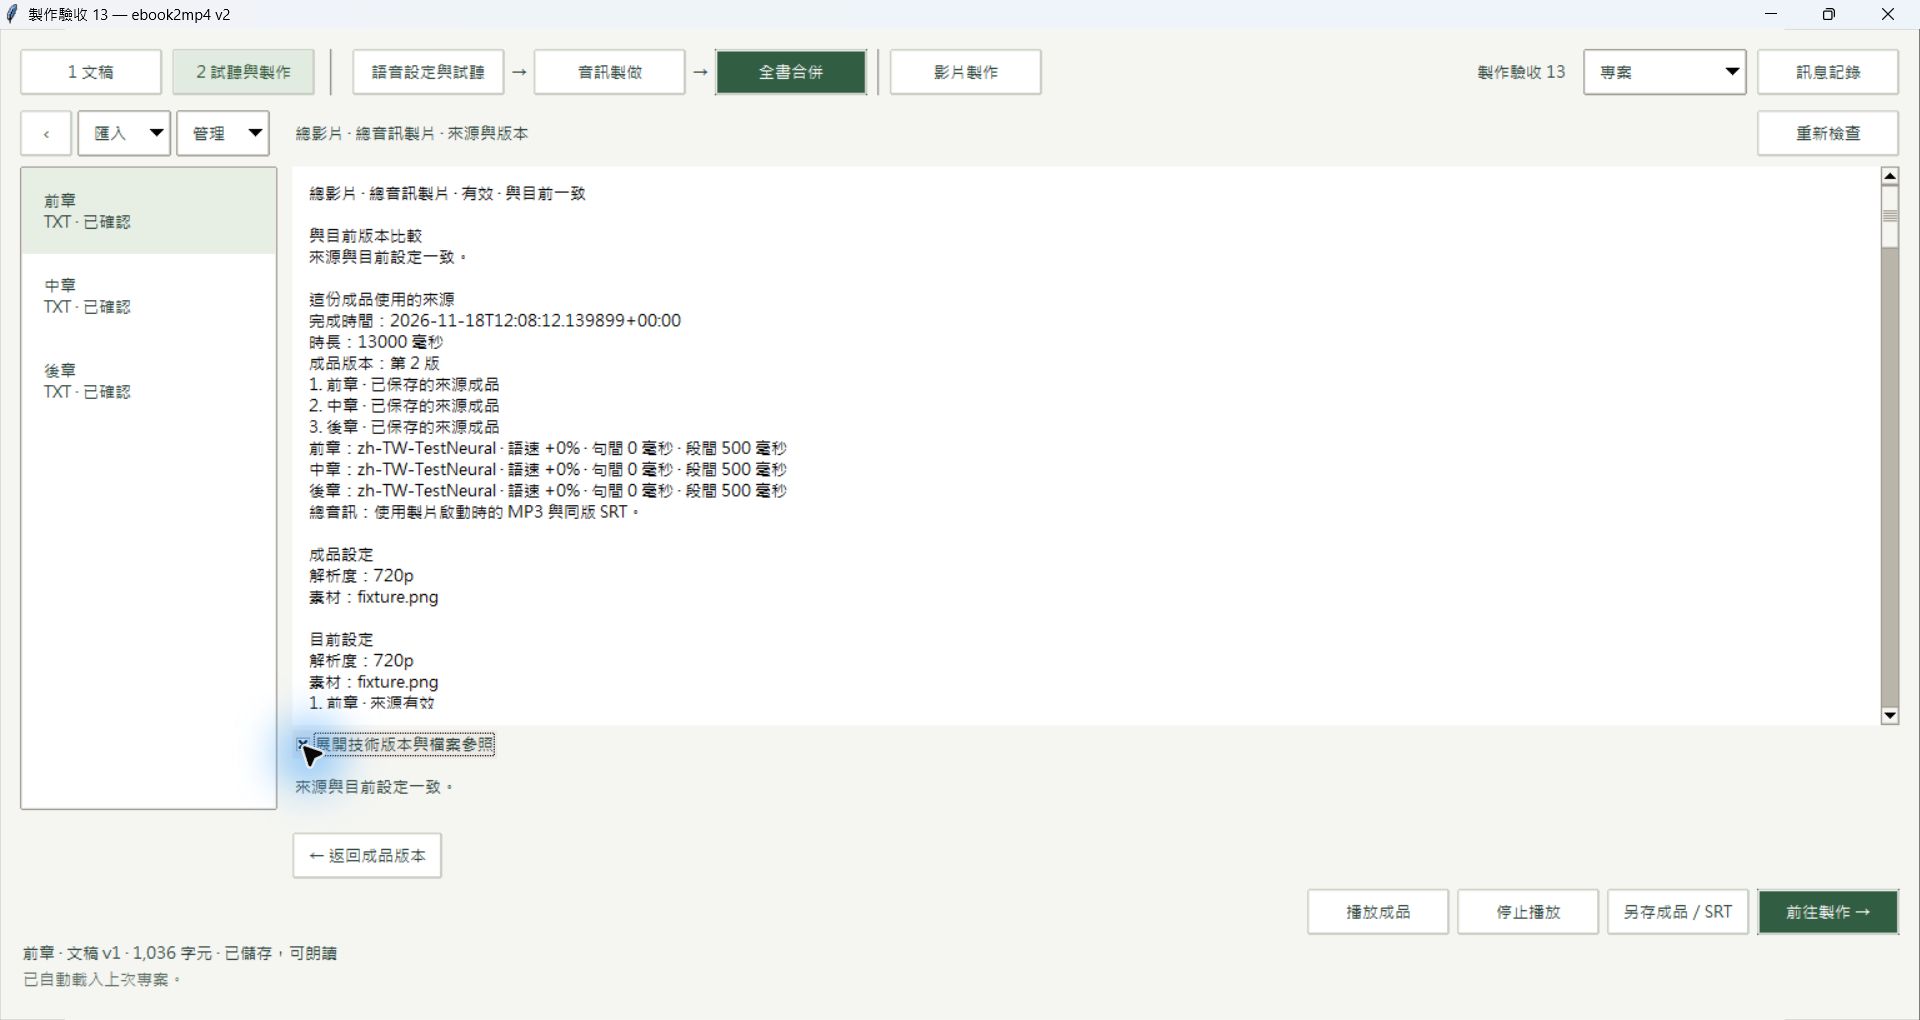 製作驗收 13 — ebook2mp4 v2
1 文稿
2 試聽與製作
語音設定與試聽
→
音訊製做
→
全書合併
影片製作
製作驗收 13
專案
訊息記錄
‹
匯入
管理
總影片 · 總音訊製片 · 來源與版本
重新檢查
前章
TXT · 已確認
中章
TXT · 已確認
後章
TXT · 已確認
總影片 · 總音訊製片 · 有效 · 與目前一致
與目前版本比較
來源與目前設定一致。
這份成品使用的來源
完成時間：2026-11-18T12:08:12.139899+00:00
時長：13000 毫秒
成品版本：第 2 版
1. 前章 · 已保存的來源成品
2. 中章 · 已保存的來源成品
3. 後章 · 已保存的來源成品
前章：zh-TW-TestNeural · 語速 +0% · 句間 0 毫秒 · 段間 500 毫秒
中章：zh-TW-TestNeural · 語速 +0% · 句間 0 毫秒 · 段間 500 毫秒
後章：zh-TW-TestNeural · 語速 +0% · 句間 0 毫秒 · 段間 500 毫秒
總音訊：使用製片啟動時的 MP3 與同版 SRT。
成品設定
解析度：720p
素材：fixture.png
目前設定
解析度：720p
素材：fixture.png
1. 前章 · 來源有效
展開技術版本與檔案參照
來源與目前設定一致。
← 返回成品版本
播放成品
停止播放
另存成品 / SRT
前往製作 →
前章 · 文稿 v1 · 1,036 字元 · 已儲存，可朗讀
已自動載入上次專案。